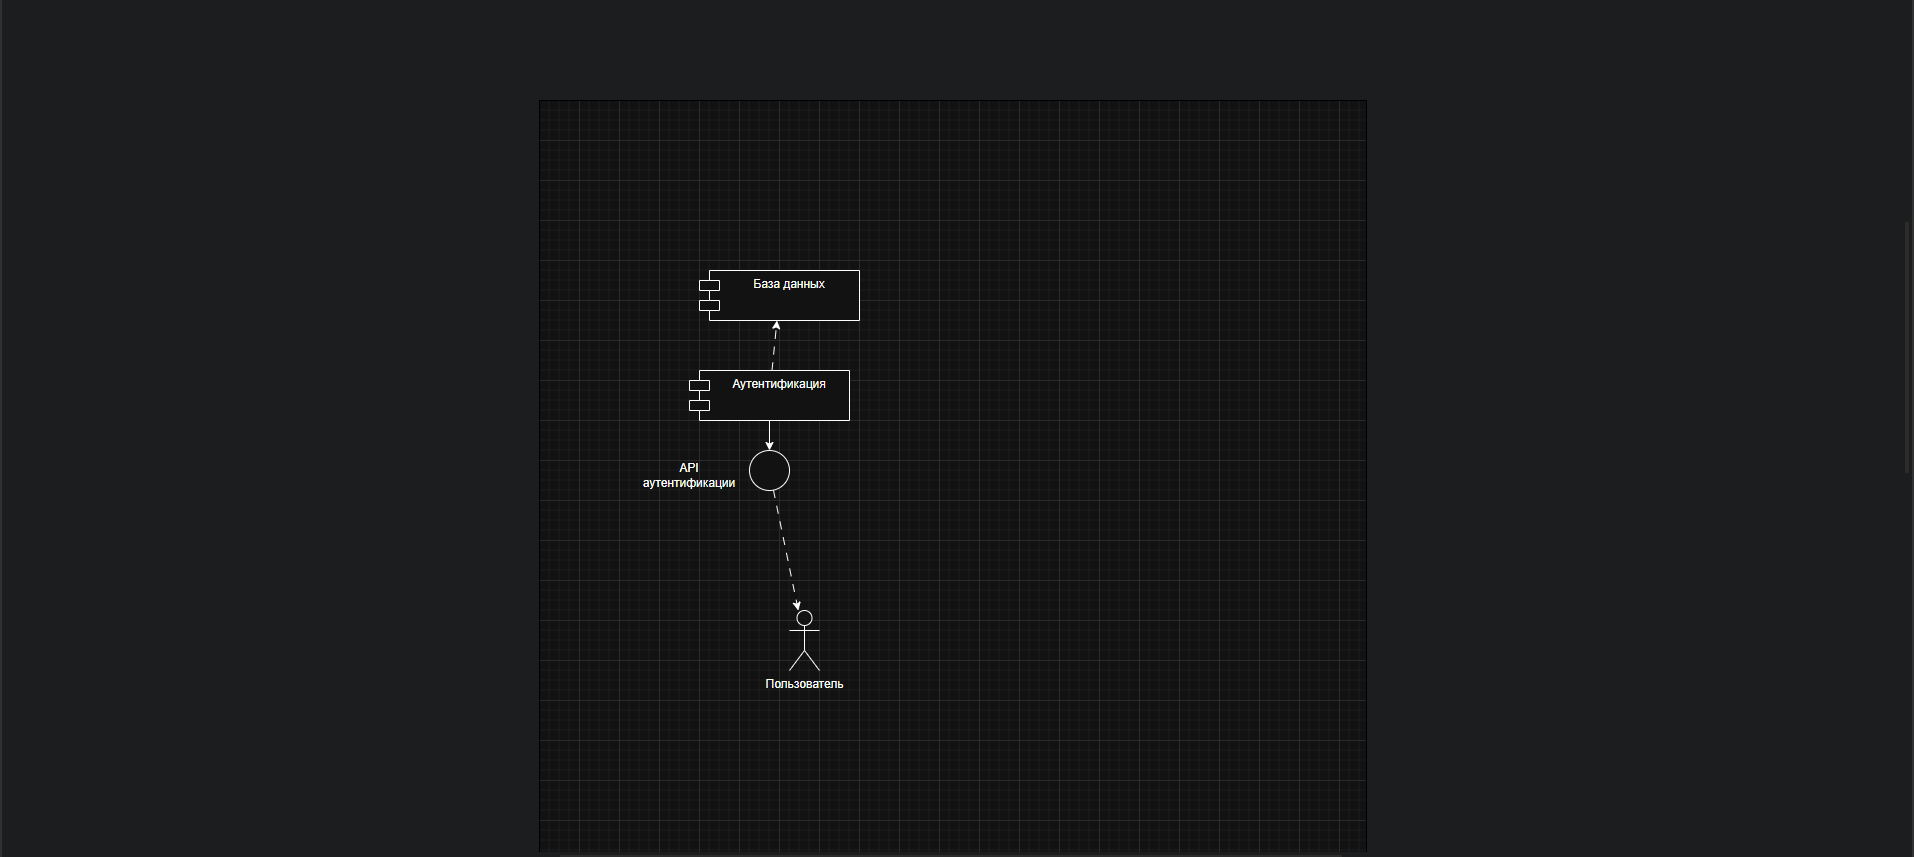 База данных
Аутентификация
API
аутентификации
Пользователь